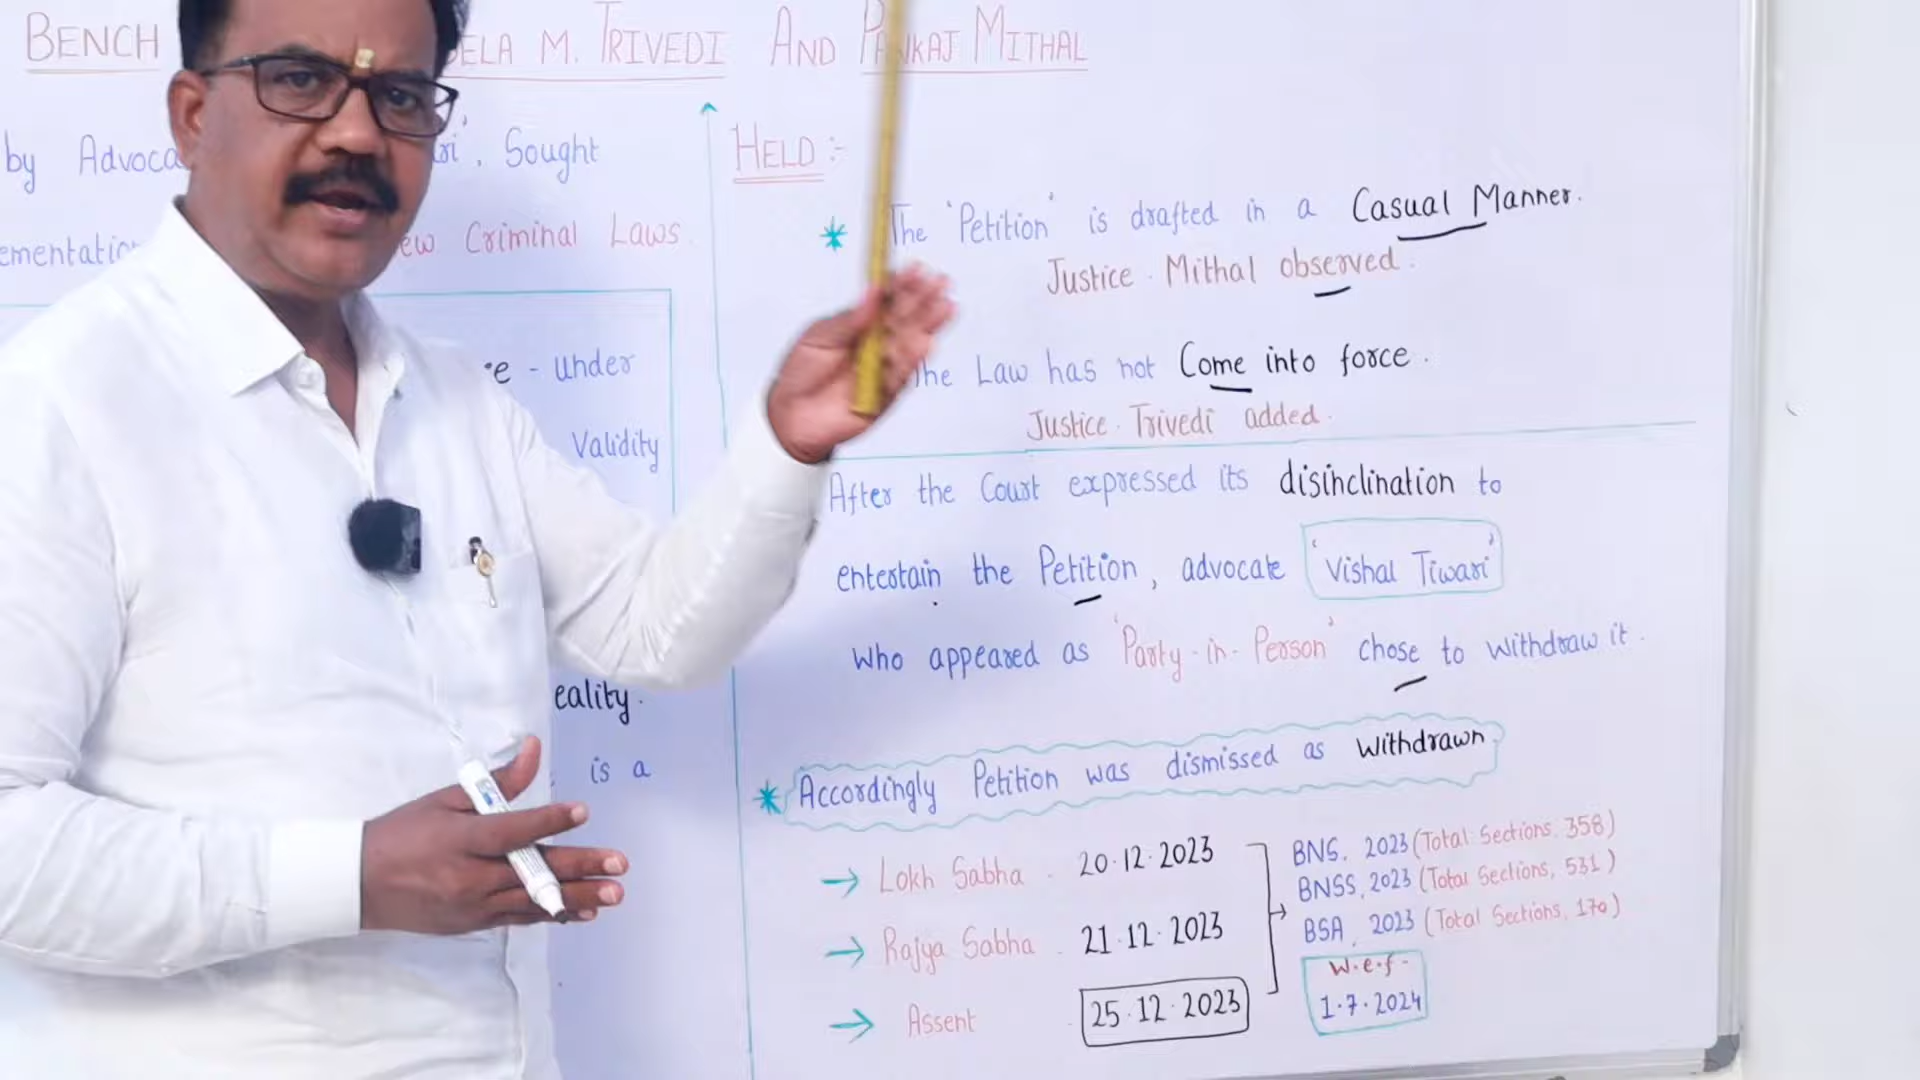 BENCH BELA M. TRIVEDI AND PANKAJ MITHAL
by Advoca ri'. Sought
ementation ew Criminal Laws
e - under
Validity
eality.
is a
HELD :-
The 'Petition' is drafted in a Casual Manner.
Justice. Mithal observed.
The Law has not Come into force.
Justice. Trivedi added.
After the Court expressed its disinclination to
entertain the Petition, advocate 'Vishal Tiwari'
who appeared as 'Party-in-Person' chose to withdraw it.
Accordingly Petition was dismissed as withdrawn
→ Lokh Sabha. 20.12.2023
→ Rajya Sabha. 21.12.2023
→ Assent. 25.12.2023
BNS. 2023 (Total Sections, 358)
BNSS, 2023 (Total Sections, 531)
BSA, 2023 (Total Sections, 170)
w.e.f-
1.7.2024